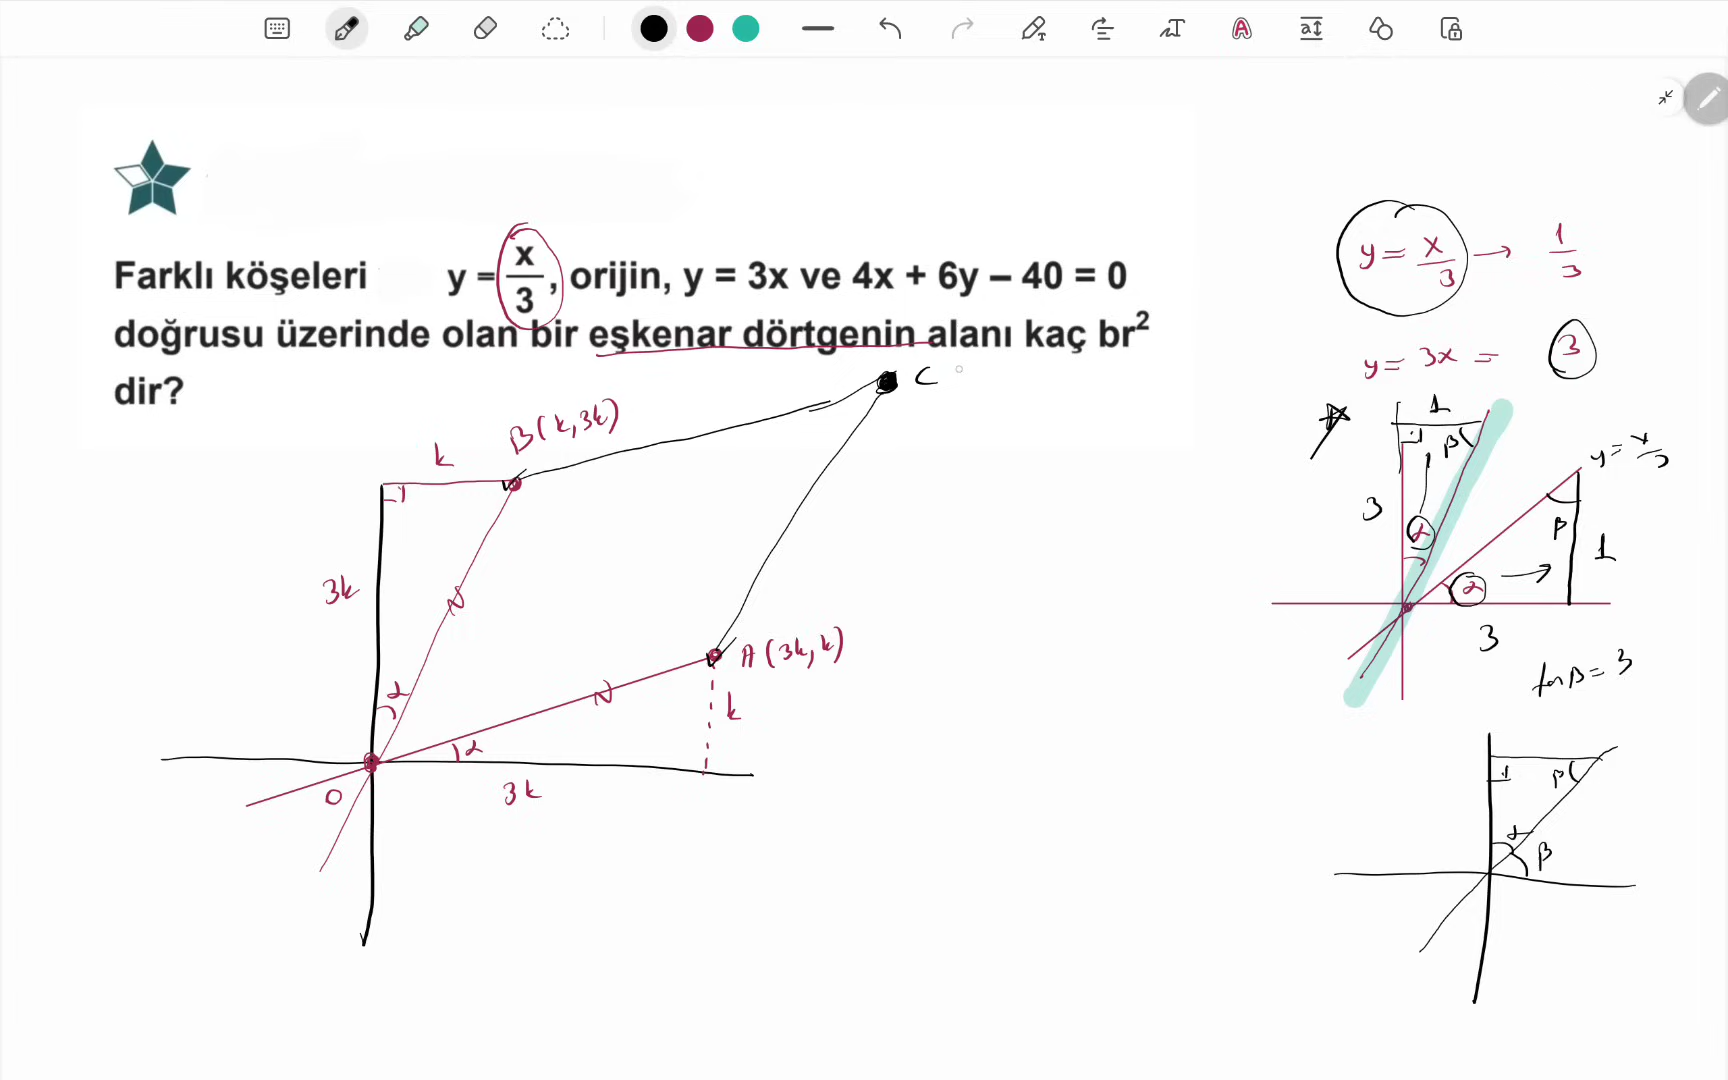 Farklı köşeleri y = x/3, orijin, y = 3x ve 4x + 6y – 40 = 0
doğrusu üzerinde olan bir eşkenar dörtgenin alanı kaç br²
dir?
C
B(k,3k)
k
3k
A(3k,k)
k
α
α
O
3k
y = x/3 → 1/3
y = 3x = 3
1
β
y = x/3
3
α
β
1
α
3
tanβ = 3
β
α
β